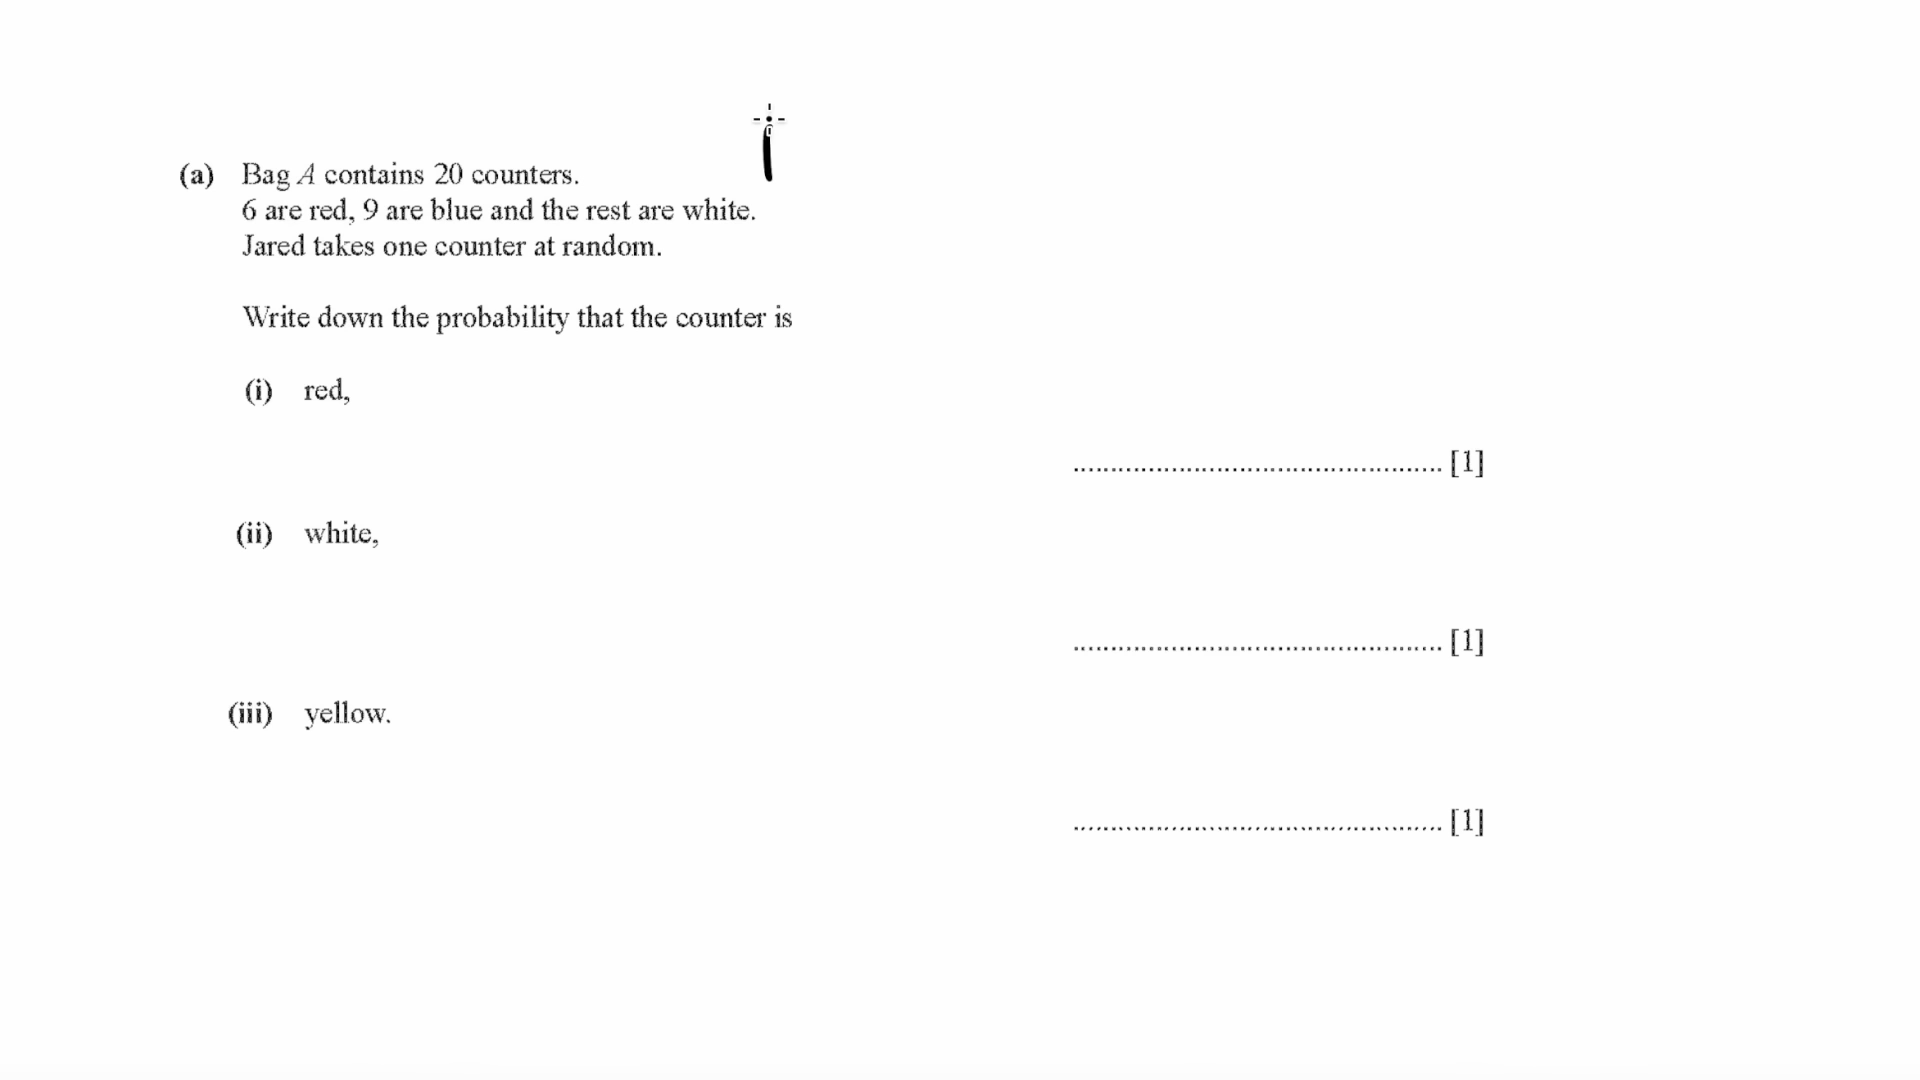 (a) Bag A contains 20 counters.
6 are red, 9 are blue and the rest are white.
Jared takes one counter at random.
Write down the probability that the counter is
(i) red,
................................................. [1]
(ii) white,
................................................. [1]
(iii) yellow.
................................................. [1]